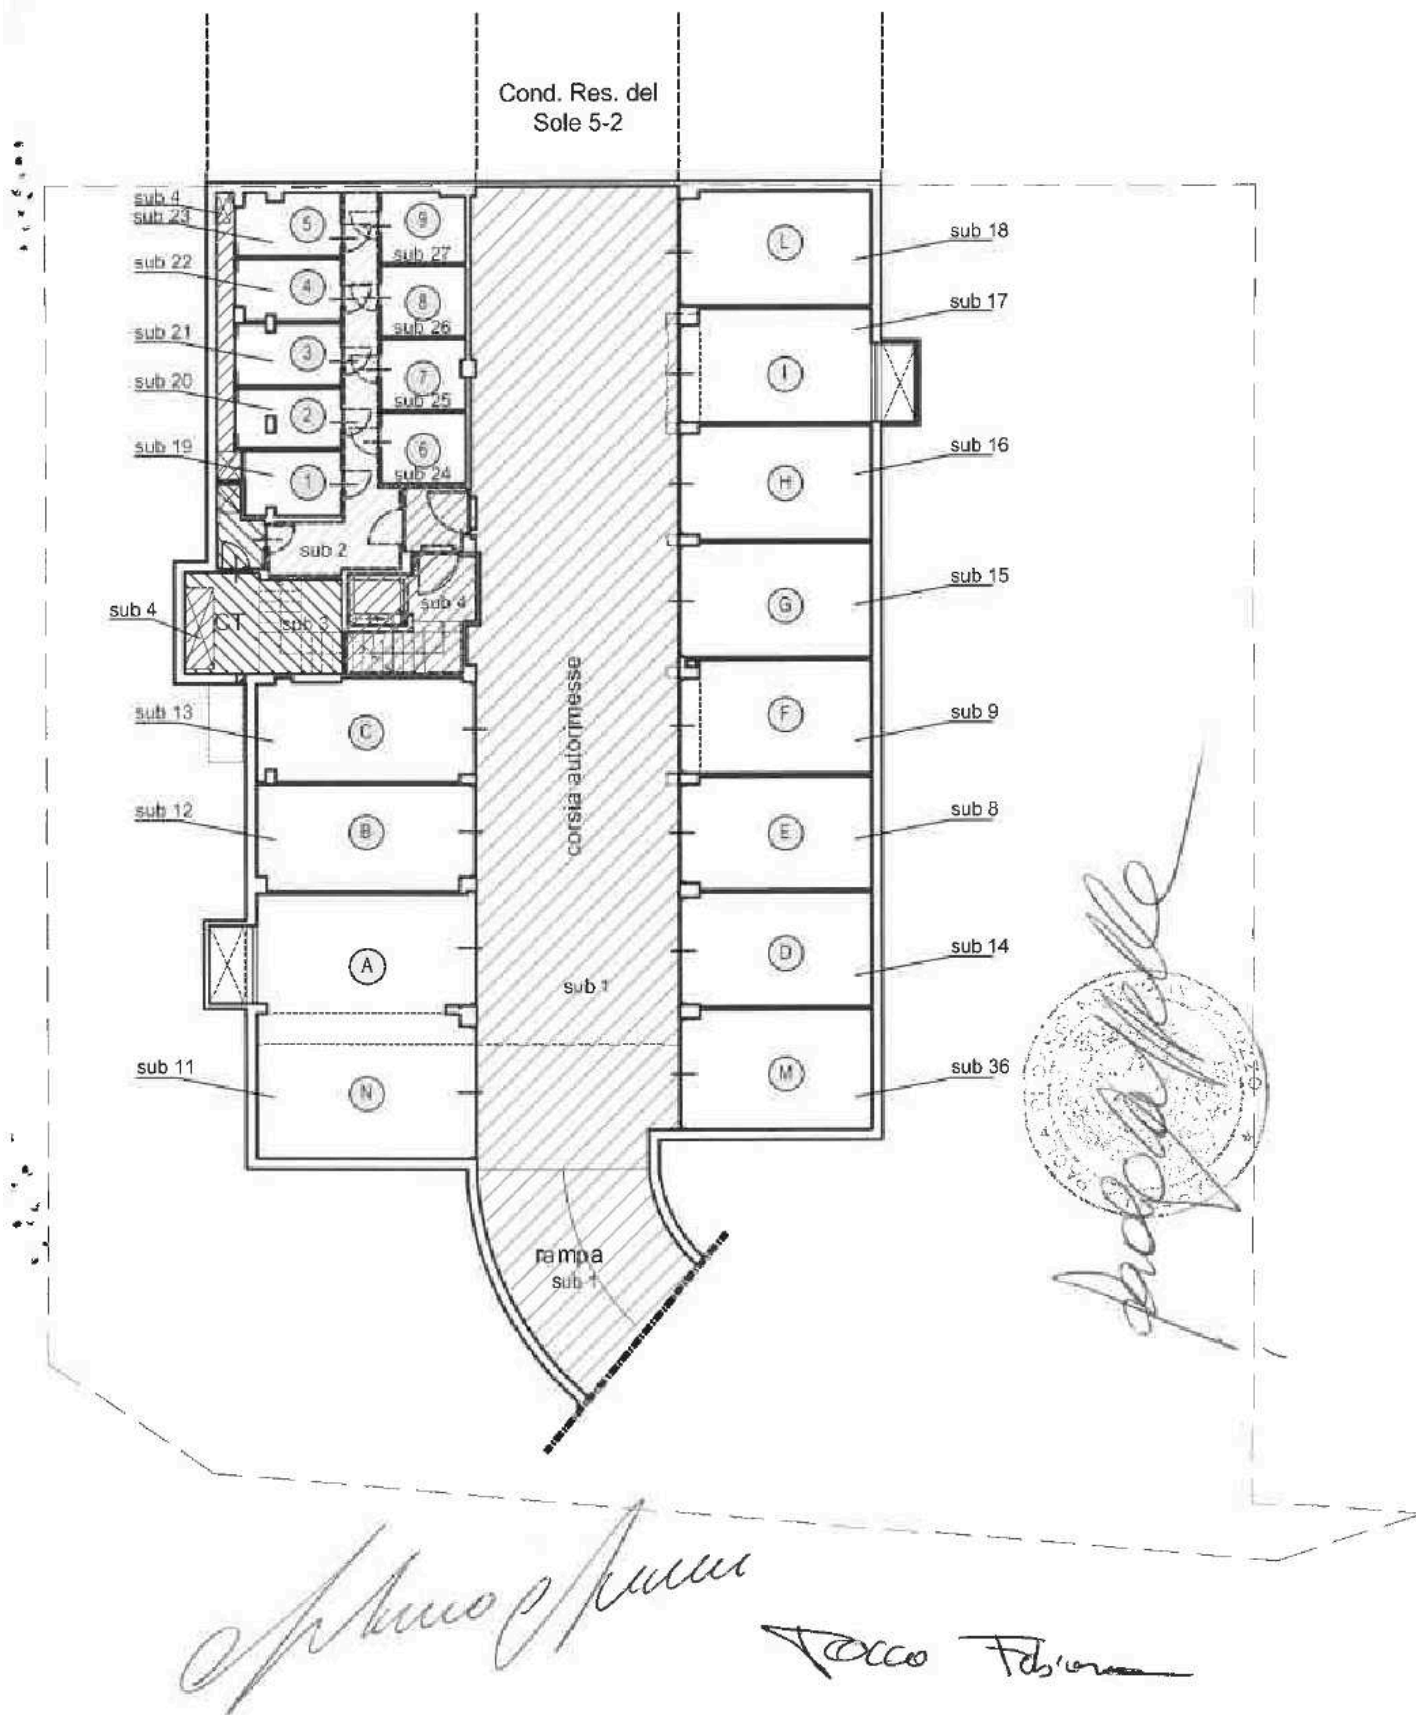 Cond. Res. del
Sole 5-2
sub 4
sub 23
5
9
sub 27
L
sub 18
sub 22
4
8
sub 26
sub 17
sub 21
3
7
sub 25
I
sub 20
2
sub 19
1
6
sub 24
H
sub 16
sub 2
sub 4
CT
sub 3
sub 4
G
sub 15
sub 13
C
corsia autorimesse
F
sub 9
sub 12
B
E
sub 8
A
sub 1
D
sub 14
sub 11
N
M
sub 36
rampa
sub 1
Tocco Fabiana